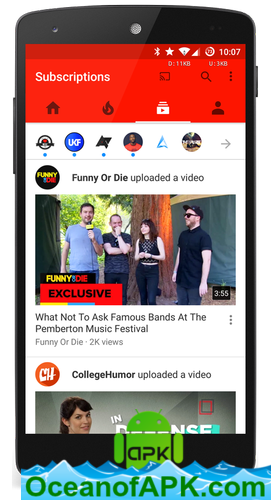 10:07
D: 11KB U: 3KB
Subscriptions
UKF
FUNNY OR DIE
Funny Or Die uploaded a video
FUNNY OR DIE
EXCLUSIVE
3:55
What Not To Ask Famous Bands At The
Pemberton Music Festival
Funny Or Die · 2K views
CH
CollegeHumor uploaded a video
IN
DEFENSE
apk
OceanofAPK.com